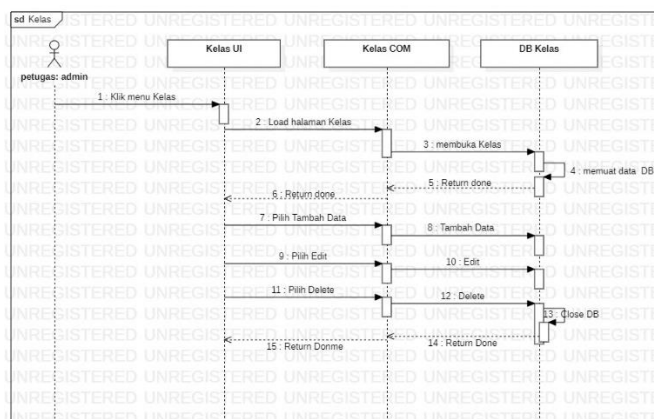 sd Kelas
Kelas UI
Kelas COM
DB Kelas
petugas: admin
1 : Klik menu Kelas
2 : Load halaman Kelas
3 : membuka Kelas
4 : memuat data DB
5 : Return done
6 : Return done
7 : Pilih Tambah Data
8 : Tambah Data
9 : Pilih Edit
10 : Edit
11 : Pilih Delete
12 : Delete
13 : Close DB
14 : Return Done
15 : Return Donme
UNREGISTERED